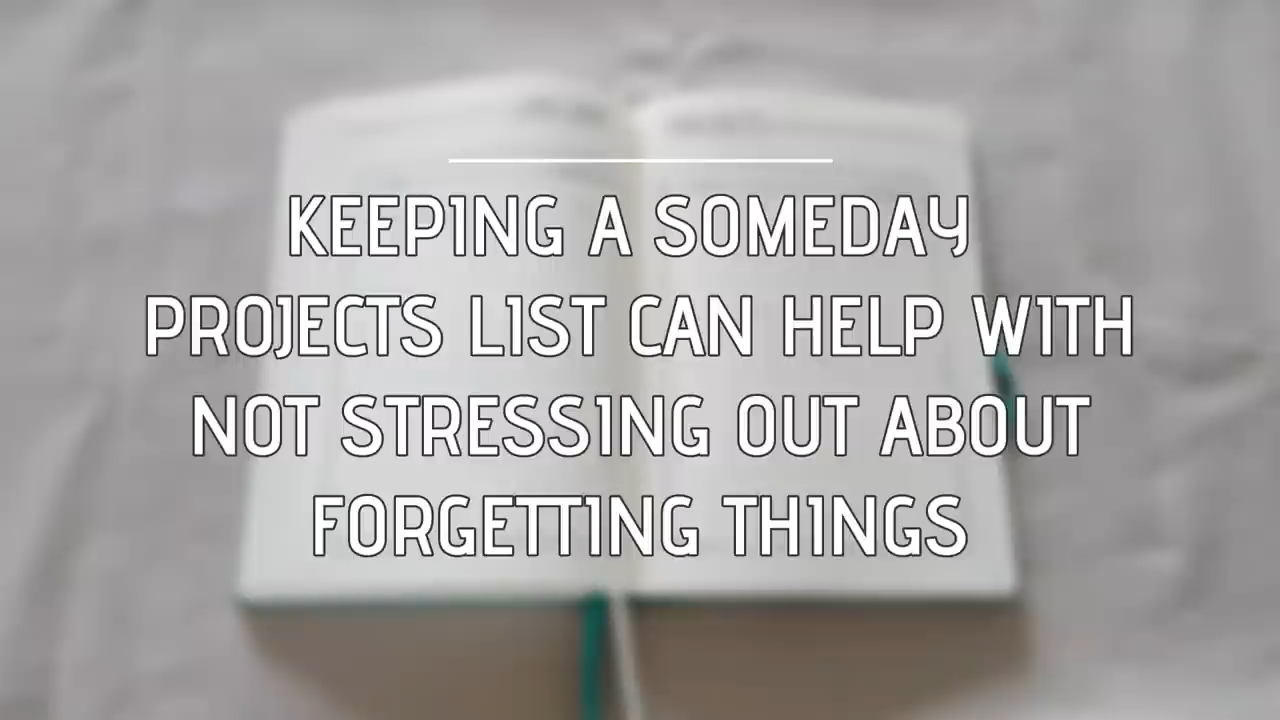 KEEPING A SOMEDAY
PROJECTS LIST CAN HELP WITH
NOT STRESSING OUT ABOUT
FORGETTING THINGS